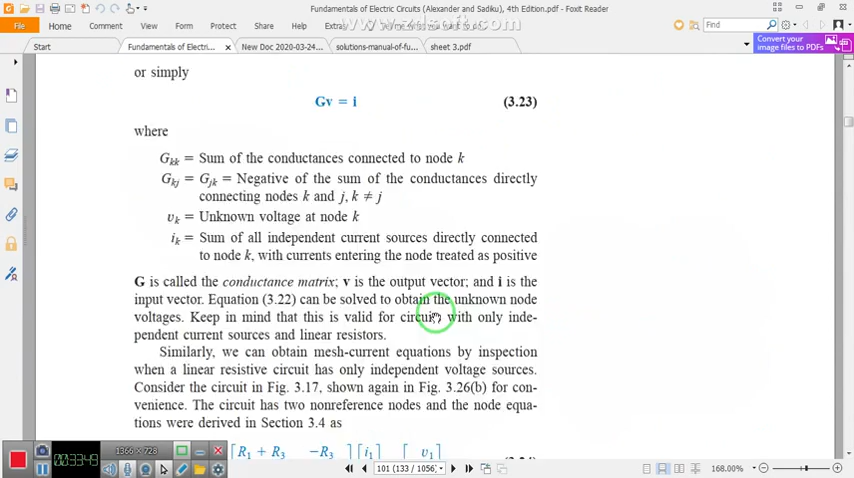 Fundamentals of Electric Circuits (Alexander and Sadiku), 4th Edition.pdf - Foxit Reader
www.zdsoft.com
File Home Comment View Form Protect Share Help Extras Find
Convert your
image files to PDFs
Start Fundamentals of Electri... New Doc 2020-03-24... solutions-manual-of-fu... sheet 3.pdf
or simply
Gv = i (3.23)
where
Gkk = Sum of the conductances connected to node k
Gkj = Gjk = Negative of the sum of the conductances directly
connecting nodes k and j, k ≠ j
vk = Unknown voltage at node k
ik = Sum of all independent current sources directly connected
to node k, with currents entering the node treated as positive
G is called the conductance matrix; v is the output vector; and i is the
input vector. Equation (3.22) can be solved to obtain the unknown node
voltages. Keep in mind that this is valid for circuits with only inde-
pendent current sources and linear resistors.
Similarly, we can obtain mesh-current equations by inspection
when a linear resistive circuit has only independent voltage sources.
Consider the circuit in Fig. 3.17, shown again in Fig. 3.26(b) for con-
venience. The circuit has two nonreference nodes and the node equa-
tions were derived in Section 3.4 as
R1 + R3 −R3 i1 v1
1366 x 728
00:33:49
101 (133 / 1056)
168.00%